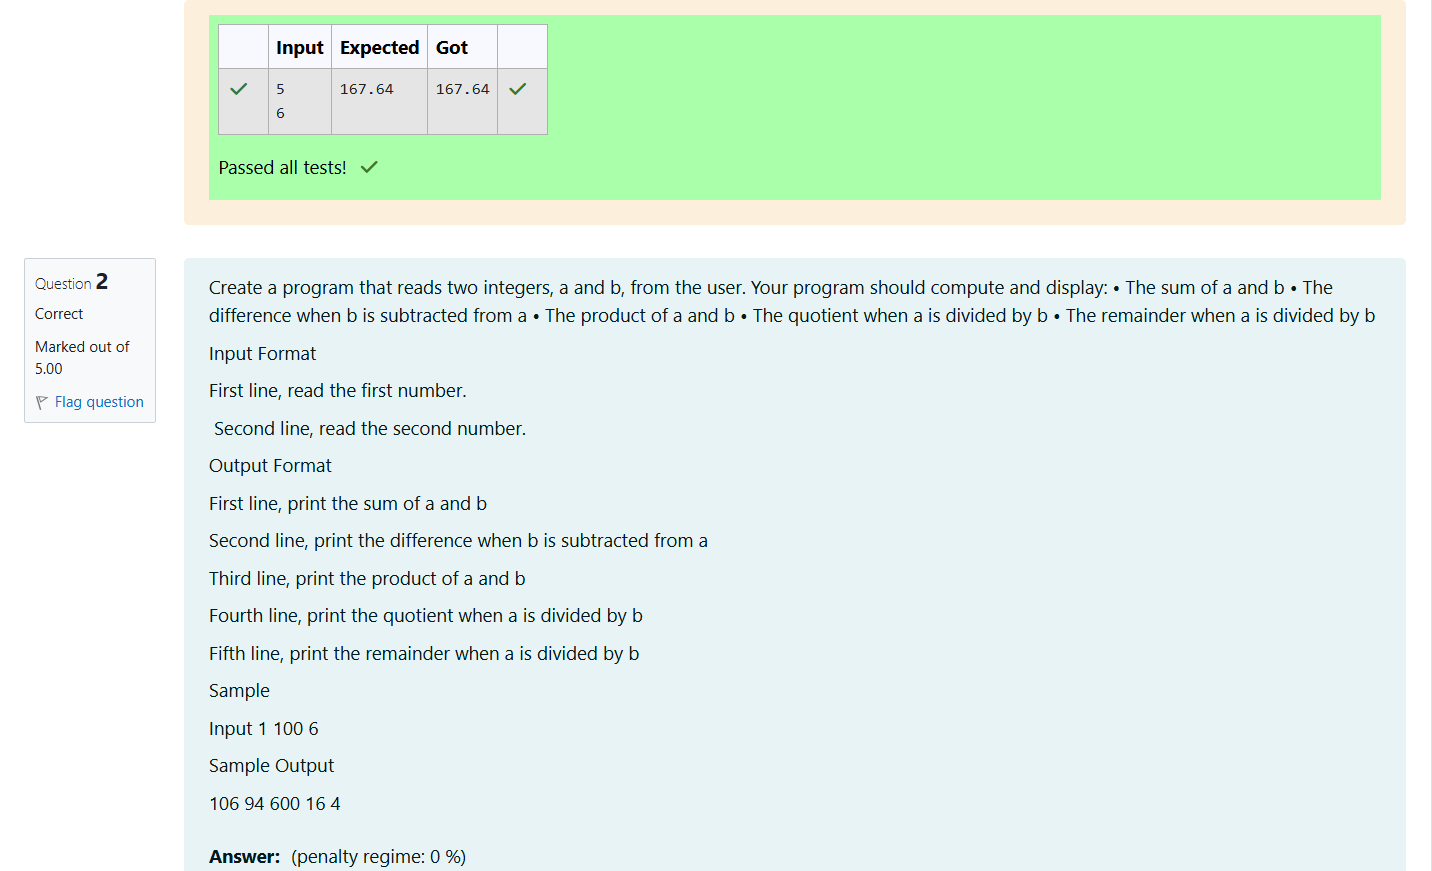 Input Expected Got
5 167.64 167.64
6
Passed all tests!
Question 2
Correct
Marked out of
5.00
Flag question
Create a program that reads two integers, a and b, from the user. Your program should compute and display: • The sum of a and b • The
difference when b is subtracted from a • The product of a and b • The quotient when a is divided by b • The remainder when a is divided by b
Input Format
First line, read the first number.
Second line, read the second number.
Output Format
First line, print the sum of a and b
Second line, print the difference when b is subtracted from a
Third line, print the product of a and b
Fourth line, print the quotient when a is divided by b
Fifth line, print the remainder when a is divided by b
Sample
Input 1 100 6
Sample Output
106 94 600 16 4
Answer: (penalty regime: 0 %)